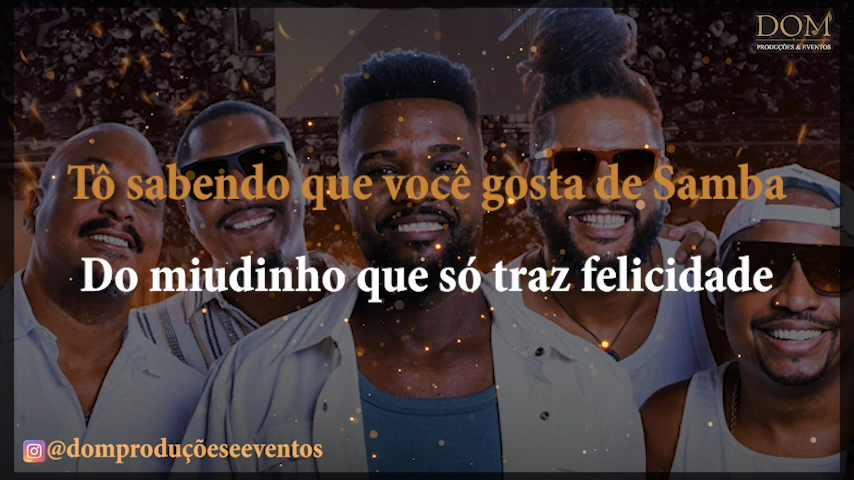 DOM
PRODUÇÕES & EVENTOS
Tô sabendo que você gosta de Samba
Do miudinho que só traz felicidade
@domproduçõeseeventos